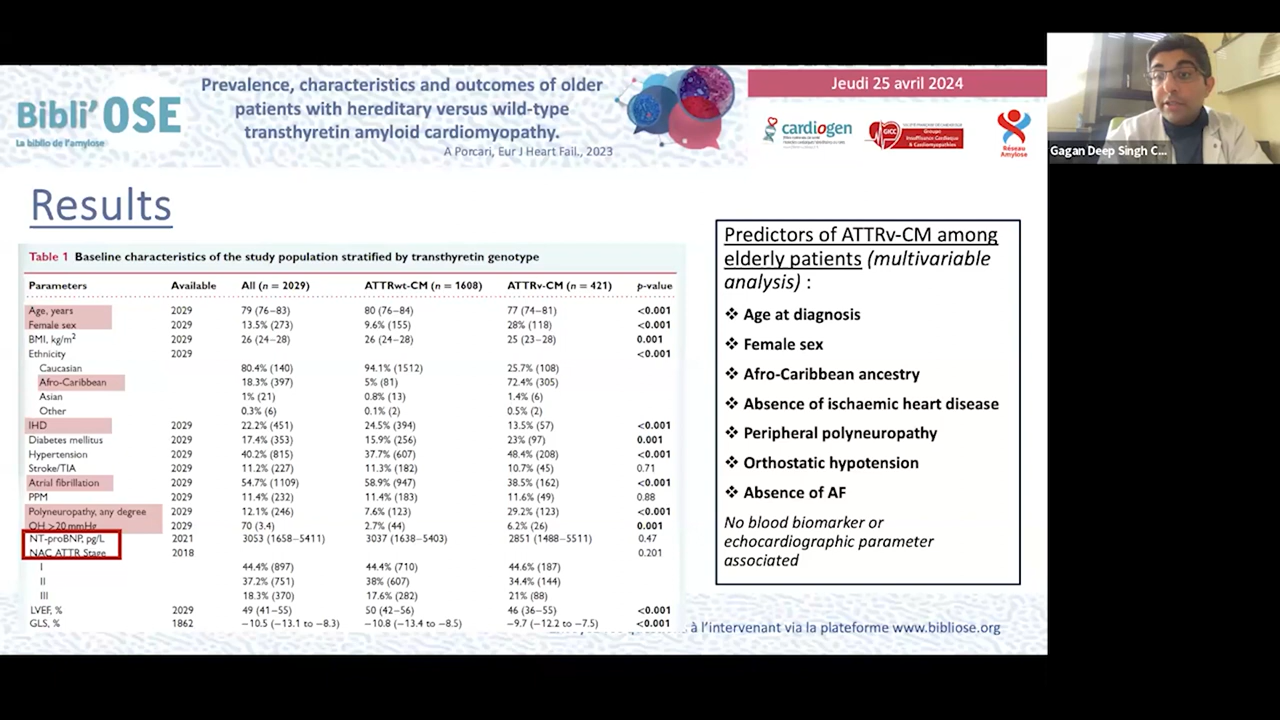 Bibli'OSE
La biblio de l'amylose
Prevalence, characteristics and outcomes of older
patients with hereditary versus wild-type
transthyretin amyloid cardiomyopathy.
A Porcari, Eur J Heart Fail., 2023
Jeudi 25 avril 2024
cardiogen
GICC
Réseau
Amylose
Gagan Deep Singh C...
Results
Table 1 Baseline characteristics of the study population stratified by transthyretin genotype
Parameters Available All (n = 2029) ATTRwt-CM (n = 1608) ATTRv-CM (n = 421) p-value
Age, years 2029 79 (76–83) 80 (76–84) 77 (74–81) <0.001
Female sex 2029 13.5% (273) 9.6% (155) 28% (118) <0.001
BMI, kg/m² 2029 26 (24–28) 26 (24–28) 25 (23–28) 0.001
Ethnicity 2029 <0.001
Caucasian 80.4% (140) 94.1% (1512) 25.7% (108)
Afro-Caribbean 18.3% (397) 5% (81) 72.4% (305)
Asian 1% (21) 0.8% (13) 1.4% (6)
Other 0.3% (6) 0.1% (2) 0.5% (2)
IHD 2029 22.2% (451) 24.5% (394) 13.5% (57) <0.001
Diabetes mellitus 2029 17.4% (353) 15.9% (256) 23% (97) 0.001
Hypertension 2029 40.2% (815) 37.7% (607) 48.4% (208) <0.001
Stroke/TIA 2029 11.2% (227) 11.3% (182) 10.7% (45) 0.71
Atrial fibrillation 2029 54.7% (1109) 58.9% (947) 38.5% (162) <0.001
PPM 2029 11.4% (232) 11.4% (183) 11.6% (49) 0.88
Polyneuropathy, any degree 2029 12.1% (246) 7.6% (123) 29.2% (123) <0.001
OH >20 mmHg 2029 70 (3.4) 2.7% (44) 6.2% (26) 0.001
NT-proBNP, pg/L 2021 3053 (1658–5411) 3037 (1638–5403) 2851 (1488–5511) 0.47
NAC ATTR Stage 2018 0.201
I 44.4% (897) 44.4% (710) 44.6% (187)
II 37.2% (751) 38% (607) 34.4% (144)
III 18.3% (370) 17.6% (282) 21% (88)
LVEF, % 2029 49 (41–55) 50 (42–56) 46 (36–55) <0.001
GLS, % 1862 −10.5 (−13.1 to −8.3) −10.8 (−13.4 to −8.5) −9.7 (−12.2 to −7.5) <0.001
Predictors of ATTRv-CM among
elderly patients (multivariable
analysis) :
❖ Age at diagnosis
❖ Female sex
❖ Afro-Caribbean ancestry
❖ Absence of ischaemic heart disease
❖ Peripheral polyneuropathy
❖ Orthostatic hypotension
❖ Absence of AF
No blood biomarker or
echocardiographic parameter
associated
à l'intervenant via la plateforme www.bibliose.org